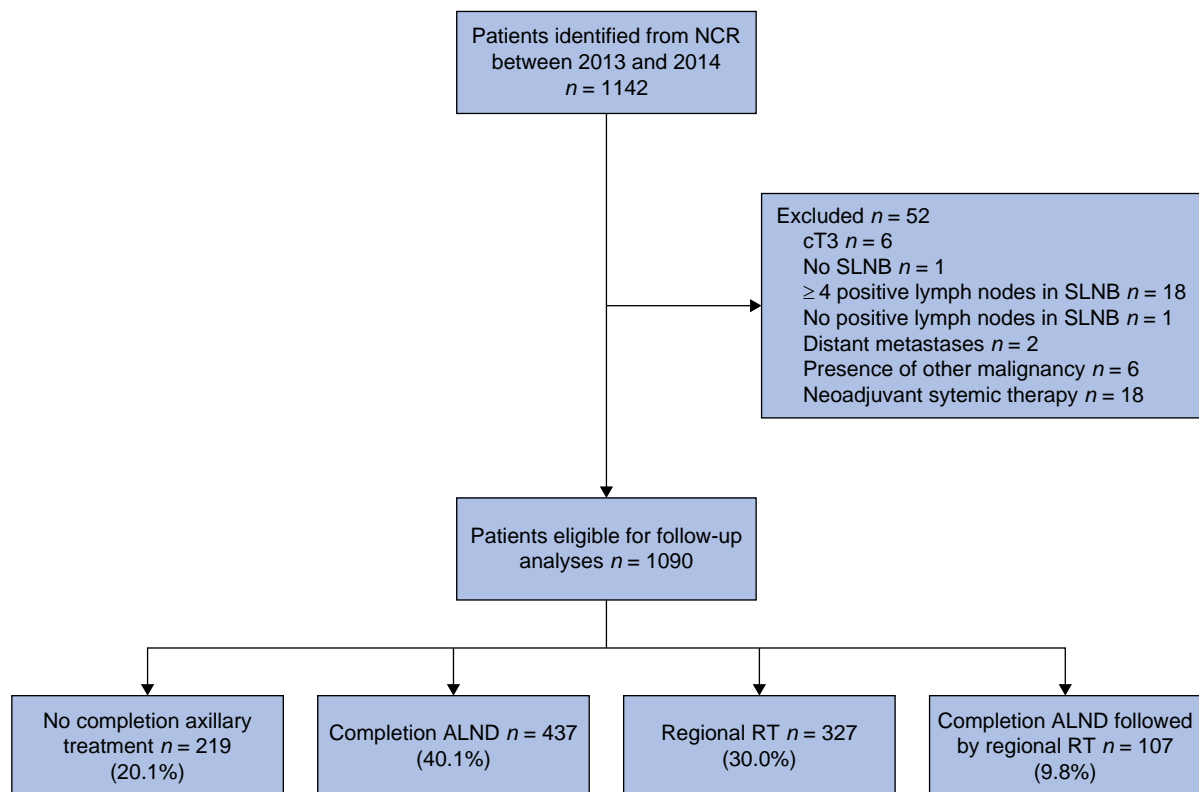 Patients identified from NCR
between 2013 and 2014
n = 1142
Excluded n = 52
cT3 n = 6
No SLNB n = 1
≥ 4 positive lymph nodes in SLNB n = 18
No positive lymph nodes in SLNB n = 1
Distant metastases n = 2
Presence of other malignancy n = 6
Neoadjuvant sytemic therapy n = 18
Patients eligible for follow-up
analyses n = 1090
No completion axillary
treatment n = 219
(20.1%)
Completion ALND n = 437
(40.1%)
Regional RT n = 327
(30.0%)
Completion ALND followed
by regional RT n = 107
(9.8%)